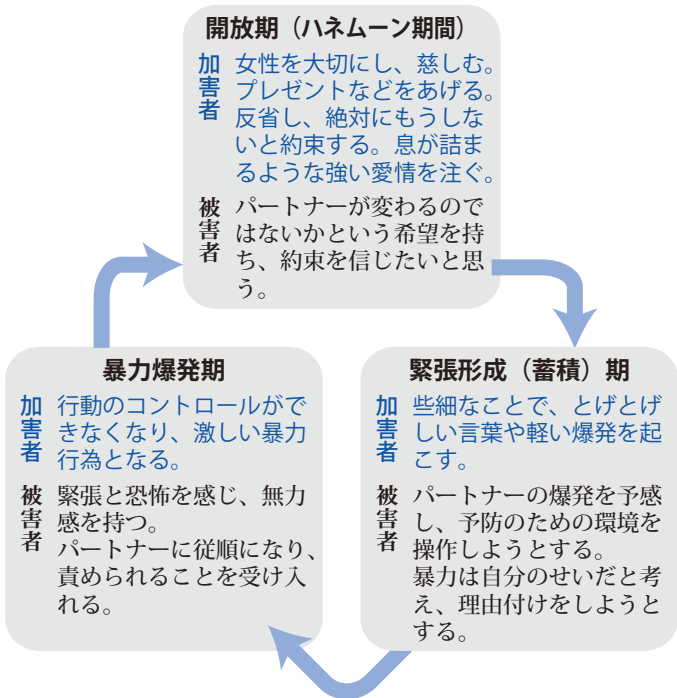 開放期（ハネムーン期間）
加害者
女性を大切にし、慈しむ。
プレゼントなどをあげる。
反省し、絶対にもうしな
いと約束する。息が詰ま
るような強い愛情を注ぐ。
被害者
パートナーが変わるので
はないかという希望を持
ち、約束を信じたいと思
う。
暴力爆発期
加害者
行動のコントロールがで
きなくなり、激しい暴力
行為となる。
被害者
緊張と恐怖を感じ、無力
感を持つ。
パートナーに従順になり、
責められることを受け入
れる。
緊張形成（蓄積）期
加害者
些細なことで、とげとげ
しい言葉や軽い爆発を起
こす。
被害者
パートナーの爆発を予感
し、予防のための環境を
操作しようとする。
暴力は自分のせいだと考
え、理由付けをしようと
する。